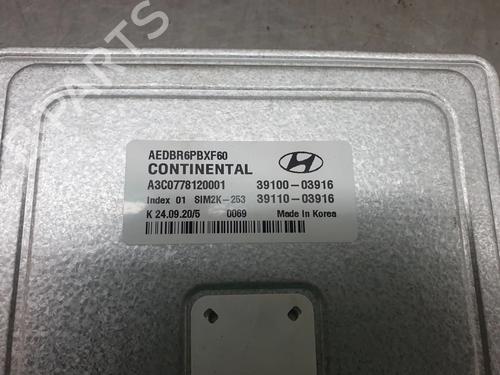 AEDBR6PBXF60
CONTINENTAL
A3C0778120001 39100-03916
Index 01 SIM2K-253 39110-03916
K 24.09.20/5 0069 Made in Korea
PARTS